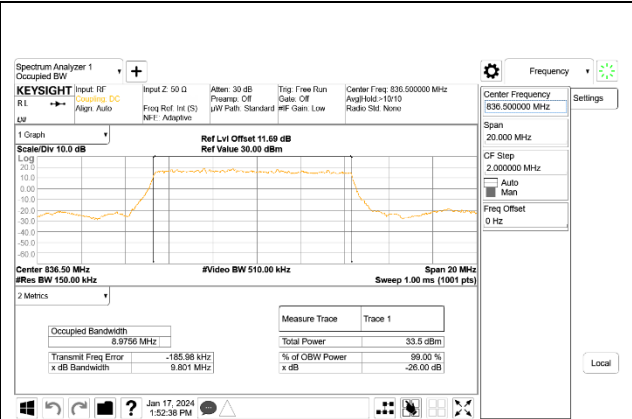 Spectrum Analyzer 1
Occupied BW
+
Frequency
KEYSIGHT
RL
Input: RF
Coupling: DC
Align: Auto
Input Z: 50 Ω
Freq Ref: Int (S)
NFE: Adaptive
Atten: 30 dB
Preamp: Off
µW Path: Standard
Trig: Free Run
Gate: Off
#IF Gain: Low
Center Freq: 836.500000 MHz
Avg|Hold:>10/10
Radio Std: None
Center Frequency
836.500000 MHz
Settings
Span
20.000 MHz
CF Step
2.000000 MHz
Auto
Man
Freq Offset
0 Hz
Local
1 Graph
Scale/Div 10.0 dB
Ref Lvl Offset 11.69 dB
Ref Value 30.00 dBm
Log
20.0
10.0
0.00
-10.0
-20.0
-30.0
-40.0
-50.0
-60.0
Center 836.50 MHz
#Video BW 510.00 kHz
Span 20 MHz
#Res BW 150.00 kHz
Sweep 1.00 ms (1001 pts)
2 Metrics
Occupied Bandwidth
8.9756 MHz
Transmit Freq Error -185.98 kHz
x dB Bandwidth 9.801 MHz
Measure Trace Trace 1
Total Power 33.5 dBm
% of OBW Power 99.00 %
x dB -26.00 dB
?
Jan 17, 2024
1:52:38 PM